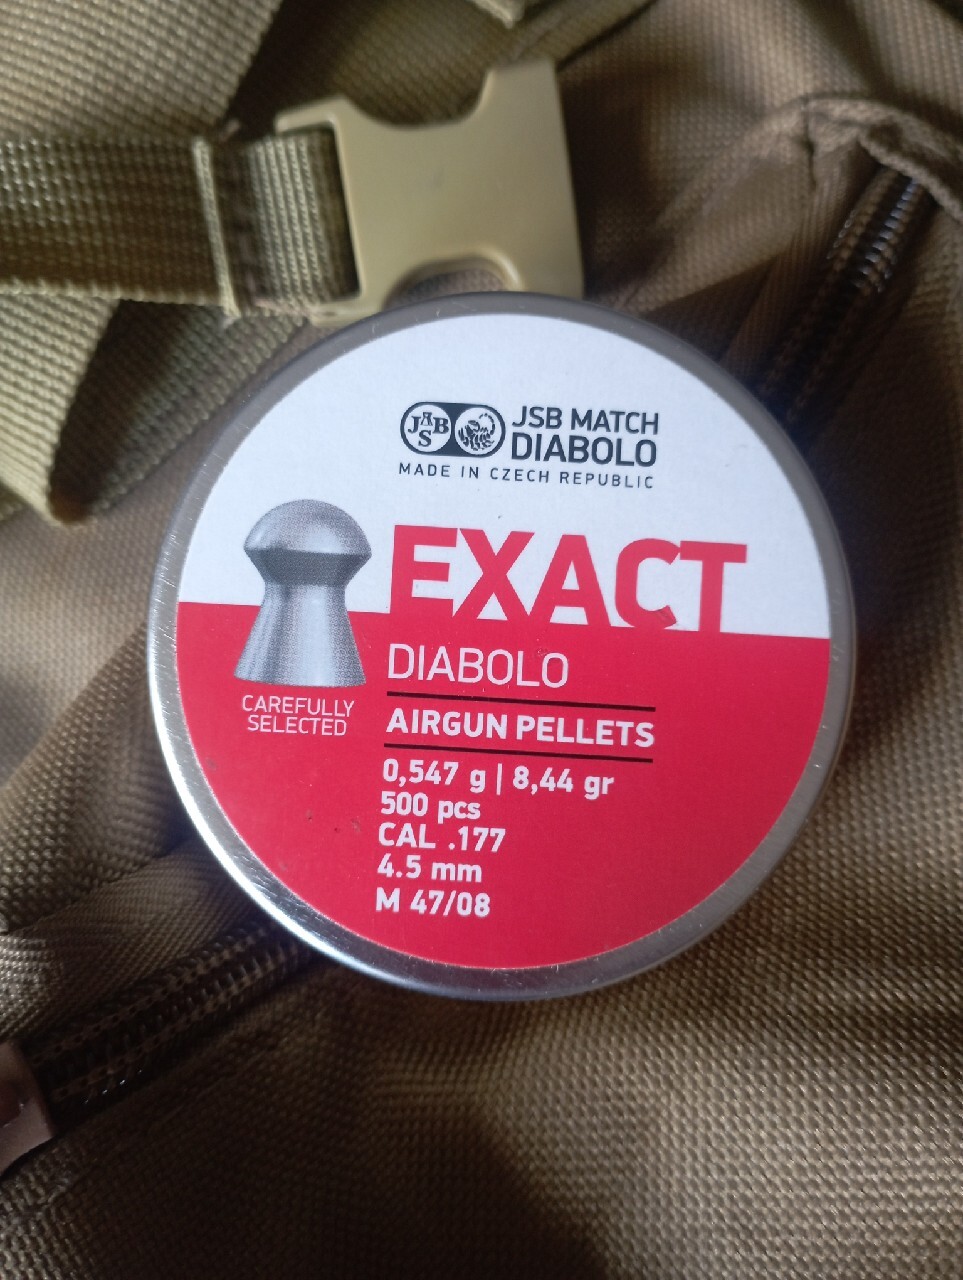 JSB
JSB MATCH
DIABOLO
MADE IN CZECH REPUBLIC
EXACT
DIABOLO
CAREFULLY
SELECTED
AIRGUN PELLETS
0,547 g | 8,44 gr
500 pcs
CAL .177
4.5 mm
M 47/08